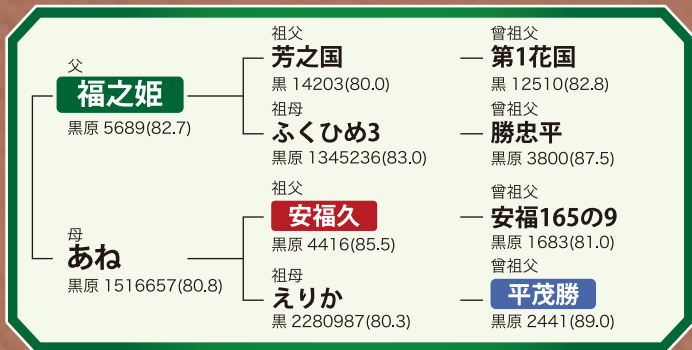 父
福之姫
黒原 5689(82.7)
母
あね
黒原 1516657(80.8)
祖父
芳之国
黒 14203(80.0)
祖母
ふくひめ3
黒原 1345236(83.0)
祖父
安福久
黒原 4416(85.5)
祖母
えりか
黒 2280987(80.3)
曾祖父
第1花国
黒 12510(82.8)
曾祖父
勝忠平
黒原 3800(87.5)
曾祖父
安福165の9
黒原 1683(81.0)
曾祖父
平茂勝
黒原 2441(89.0)